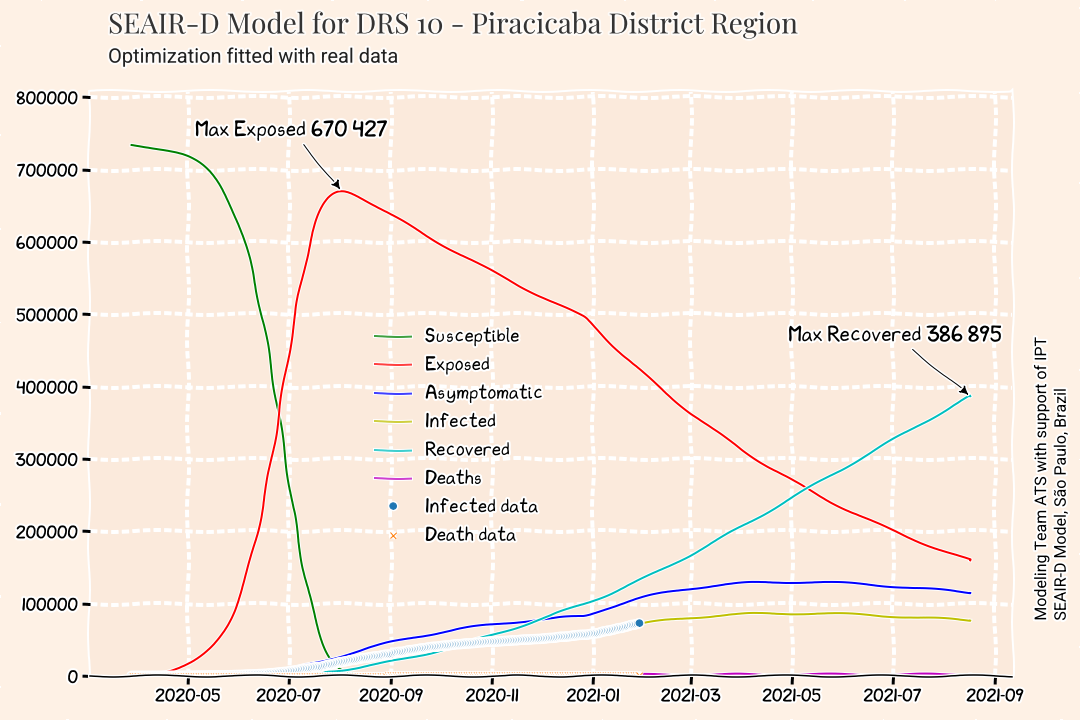 SEAIR-D Model for DRS 10 - Piracicaba District Region
Optimization fitted with real data
800000
700000
600000
500000
400000
300000
200000
100000
0
Max Exposed 670 427
Max Recovered 386 895
Susceptible
Exposed
Asymptomatic
Infected
Recovered
Deaths
Infected data
Death data
2020-05
2020-07
2020-09
2020-11
2021-01
2021-03
2021-05
2021-07
2021-09
Modeling Team ATS with support of IPT
SEAIR-D Model, São Paulo, Brazil